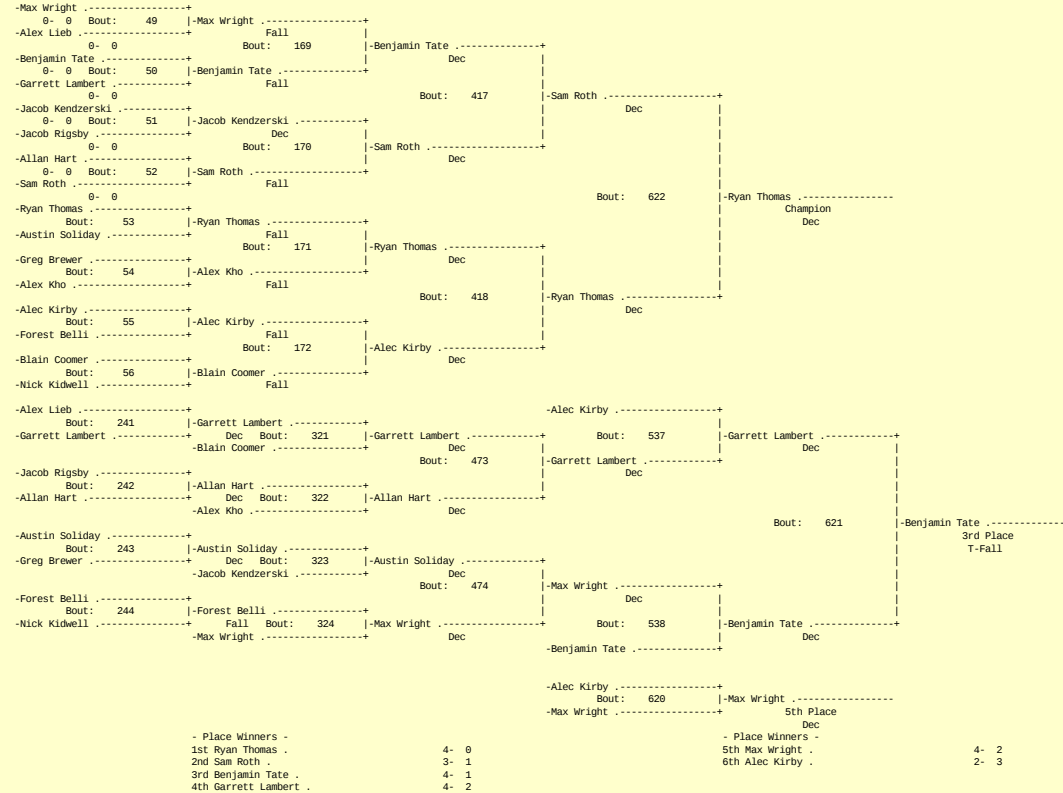 -Max Wright .-----------------+
0-  0   Bout:     49     |-Max Wright .------------------+
-Alex Lieb .------------------+             Fall             |
0-  0                      Bout:    169         |-Benjamin Tate .--------------+
-Benjamin Tate .--------------+                              |             Dec              |
0-  0   Bout:     50     |-Benjamin Tate .---------------+                              |
-Garrett Lambert .------------+             Fall                                            |
0-  0                                                     Bout:    417         |-Sam Roth .-------------------+
-Jacob Kendzerski .-----------+                                                             |             Dec              |
0-  0   Bout:     51     |-Jacob Kendzerski .------------+                              |                              |
-Jacob Rigsby .---------------+             Dec              |                              |                              |
0-  0                      Bout:    170         |-Sam Roth .-------------------+                              |
-Allan Hart .-----------------+                              |             Dec                                             |
0-  0   Bout:     52     |-Sam Roth .--------------------+                                                             |
-Sam Roth .-------------------+             Fall                                                                           |
0-  0                                                                                    Bout:    622         |-Ryan Thomas .----------------
-Ryan Thomas .----------------+                                                                                            |           Champion
Bout:     53     |-Ryan Thomas .-----------------+                                                             |              Dec
-Austin Soliday .-------------+             Fall             |                                                             |
Bout:    171         |-Ryan Thomas .----------------+                              |
-Greg Brewer .----------------+                              |             Dec              |                              |
Bout:     54     |-Alex Kho .--------------------+                              |                              |
-Alex Kho .-------------------+             Fall                                            |                              |
Bout:    418         |-Ryan Thomas .----------------+
-Alec Kirby .-----------------+                                                             |             Dec
Bout:     55     |-Alec Kirby .------------------+                              |
-Forest Belli .---------------+             Fall             |                              |
Bout:    172         |-Alec Kirby .-----------------+
-Blain Coomer .---------------+                              |             Dec
Bout:     56     |-Blain Coomer .----------------+
-Nick Kidwell .---------------+             Fall
-Alex Lieb .------------------+                                                             -Alec Kirby .-----------------+
Bout:    241     |-Garrett Lambert .-------------+                                                             |
-Garrett Lambert .------------+      Dec   Bout:    321      |-Garrett Lambert .------------+        Bout:    537          |-Garrett Lambert .------------+
-Blain Coomer .----------------+             Dec              |                              |             Dec              |
Bout:    473         |-Garrett Lambert .------------+                              |
-Jacob Rigsby .---------------+                                                             |             Dec                                             |
Bout:    242     |-Allan Hart .------------------+                              |                                                             |
-Allan Hart .-----------------+      Dec   Bout:    322      |-Allan Hart .-----------------+                                                             |
-Alex Kho .--------------------+             Dec                                                                            |
Bout:    621         |-Benjamin Tate .-------------
-Austin Soliday .-------------+                                                                                                                           |          3rd Place
Bout:    243     |-Austin Soliday .--------------+                                                                                            |           T-Fall
-Greg Brewer .----------------+      Dec   Bout:    323      |-Austin Soliday .-------------+                                                             |
-Jacob Kendzerski .------------+             Dec              |                                                             |
Bout:    474         |-Max Wright .-----------------+                              |
-Forest Belli .---------------+                                                             |             Dec              |                              |
Bout:    244     |-Forest Belli .----------------+                              |                              |                              |
-Nick Kidwell .---------------+      Fall   Bout:    324     |-Max Wright .-----------------+        Bout:    538          |-Benjamin Tate .--------------+
-Max Wright .------------------+             Dec                                             |             Dec
-Benjamin Tate .--------------+
-Alec Kirby .-----------------+
Bout:    620         |-Max Wright .-----------------
-Max Wright .-----------------+           5th Place
Dec
- Place Winners -                                                                          - Place Winners -
1st Ryan Thomas .                           4-  0                                          5th Max Wright .                            4-  2
2nd Sam Roth .                              3-  1                                          6th Alec Kirby .                            2-  3
3rd Benjamin Tate .                         4-  1
4th Garrett Lambert .                       4-  2